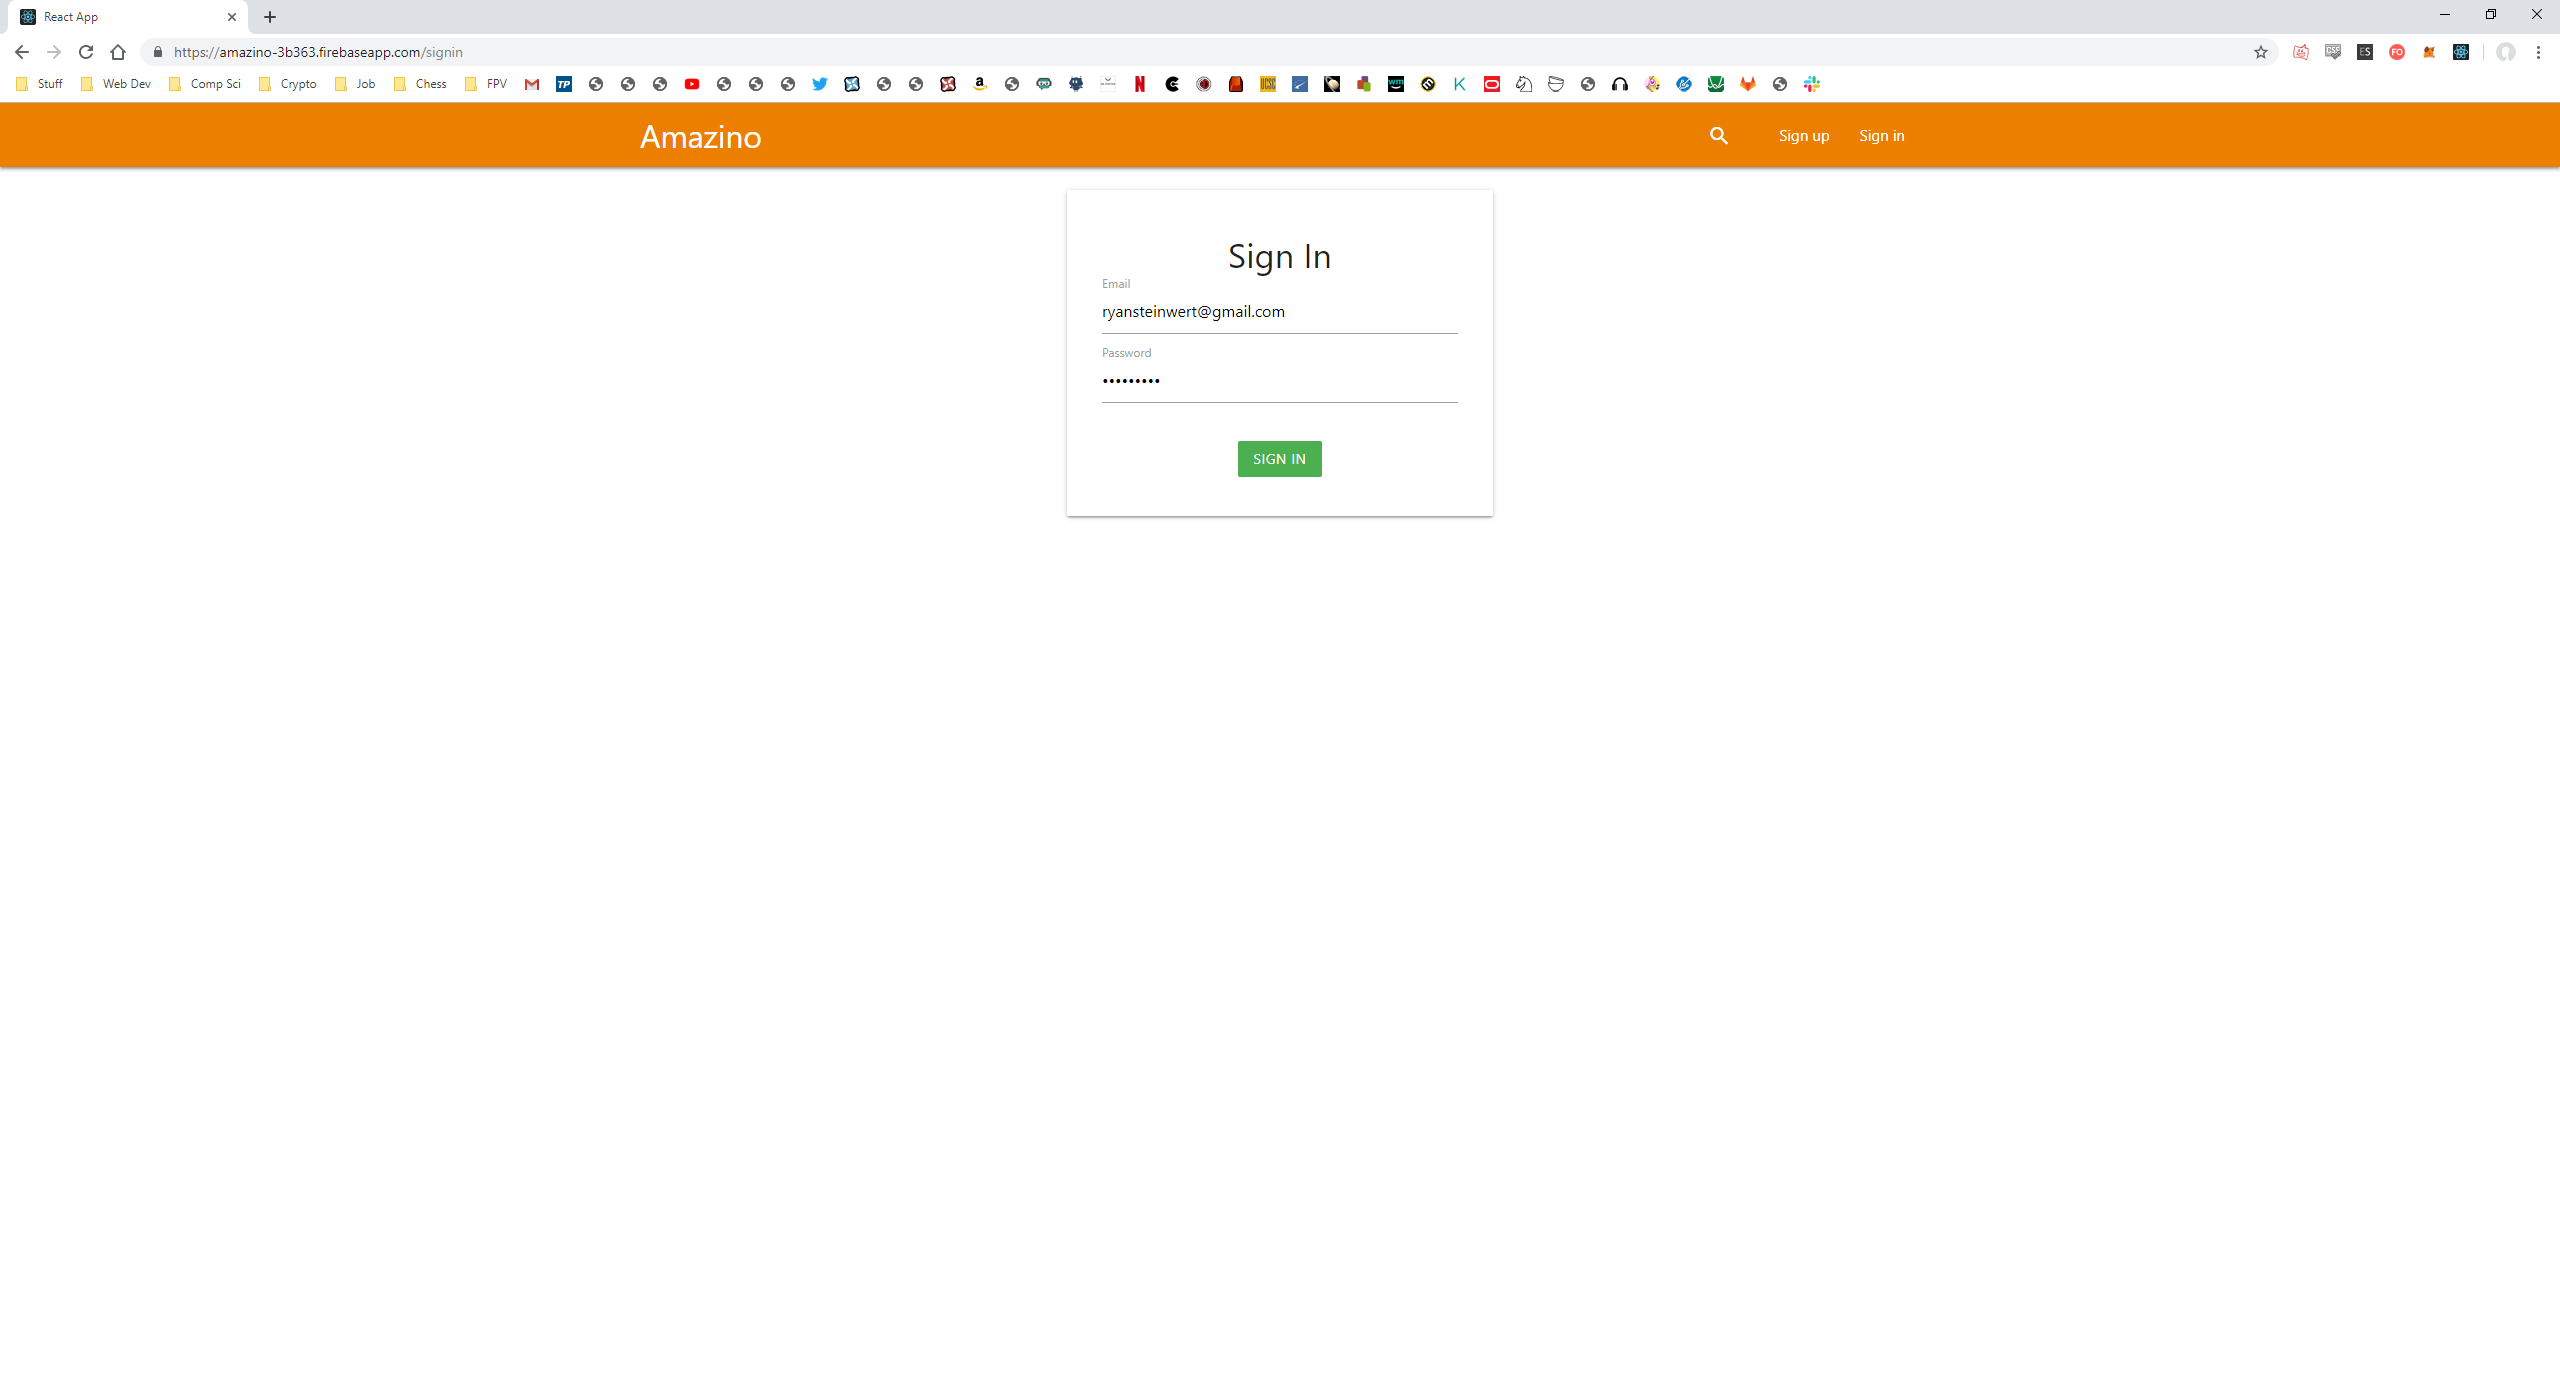 React App
https://amazino-3b363.firebaseapp.com/signin
Stuff Web Dev Comp Sci Crypto Job Chess FPV
Amazino Sign up Sign in
Sign In
Email
ryansteinwert@gmail.com
Password
•••••••••
SIGN IN